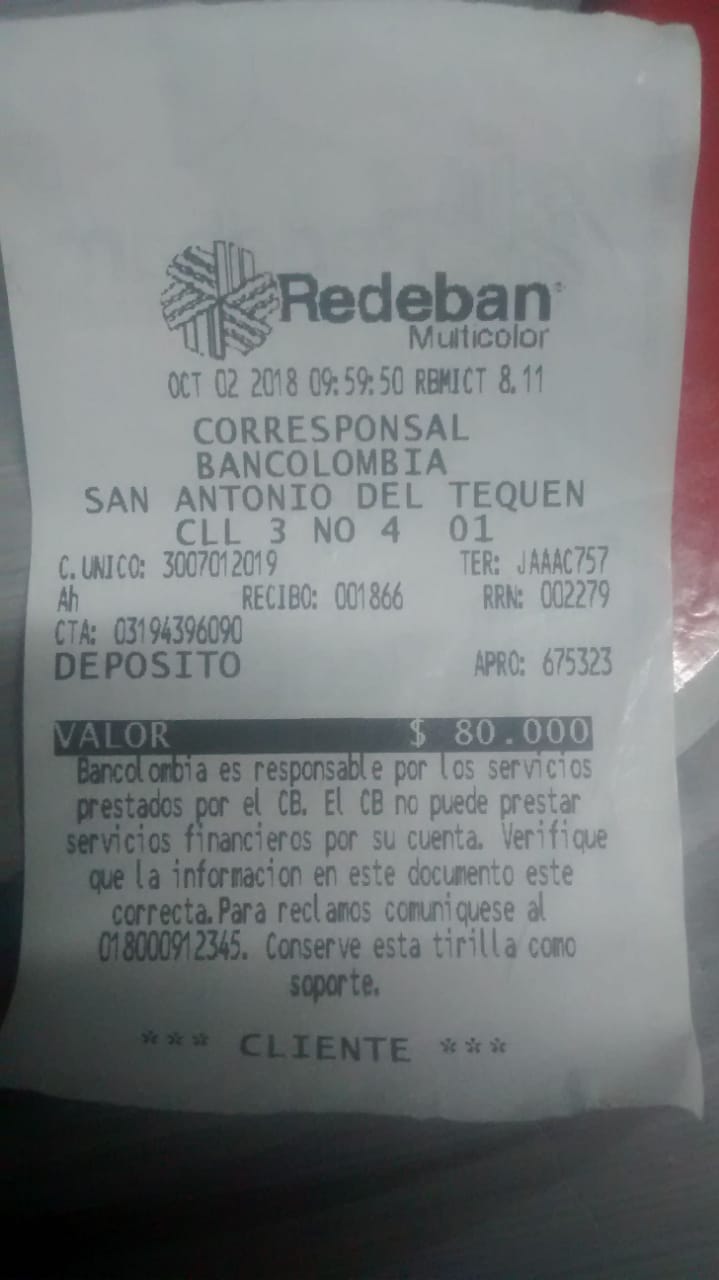 Redeban
Multicolor
OCT 02 2018 09:59:50 RBMICT 8.11
CORRESPONSAL
BANCOLOMBIA
SAN ANTONIO DEL TEQUEN
CLL 3 NO 4 01
C. UNICO: 3007012019 TER: JAAAC757
Ah RECIBO: 001866 RRN: 002279
CTA: 03194396090
DEPOSITO APRO: 675323
VALOR $ 80.000
Bancolombia es responsable por los servicios
prestados por el CB. El CB no puede prestar
servicios financieros por su cuenta. Verifique
que la informacion en este documento este
correcta.Para reclamos comuniquese al
018000912345. Conserve esta tirilla como
soporte.
*** CLIENTE ***